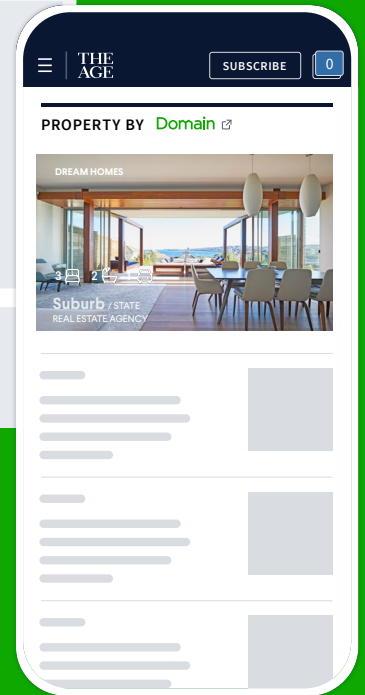 THE
AGE
SUBSCRIBE
0
PROPERTY BY Domain
DREAM HOMES
3 2
Suburb / STATE
REAL ESTATE AGENCY